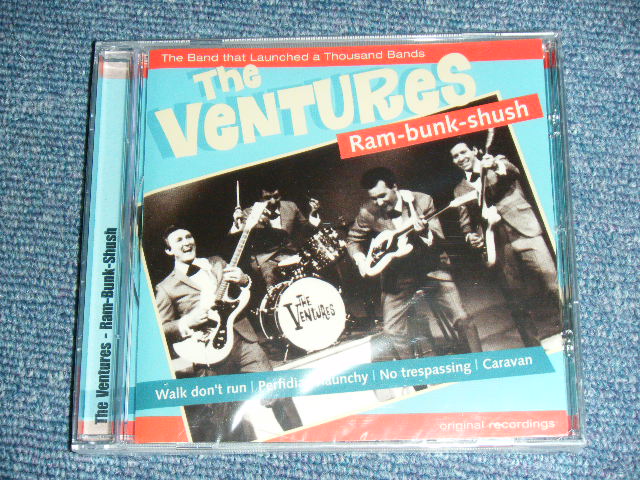 The Band that Launched a Thousand Bands
The
VENTURES
Ram-bunk-shush
THE
VENTURES
Walk don't run | Perfidia | Raunchy | No trespassing | Caravan
original recordings
The Ventures - Ram-Bunk-Shush